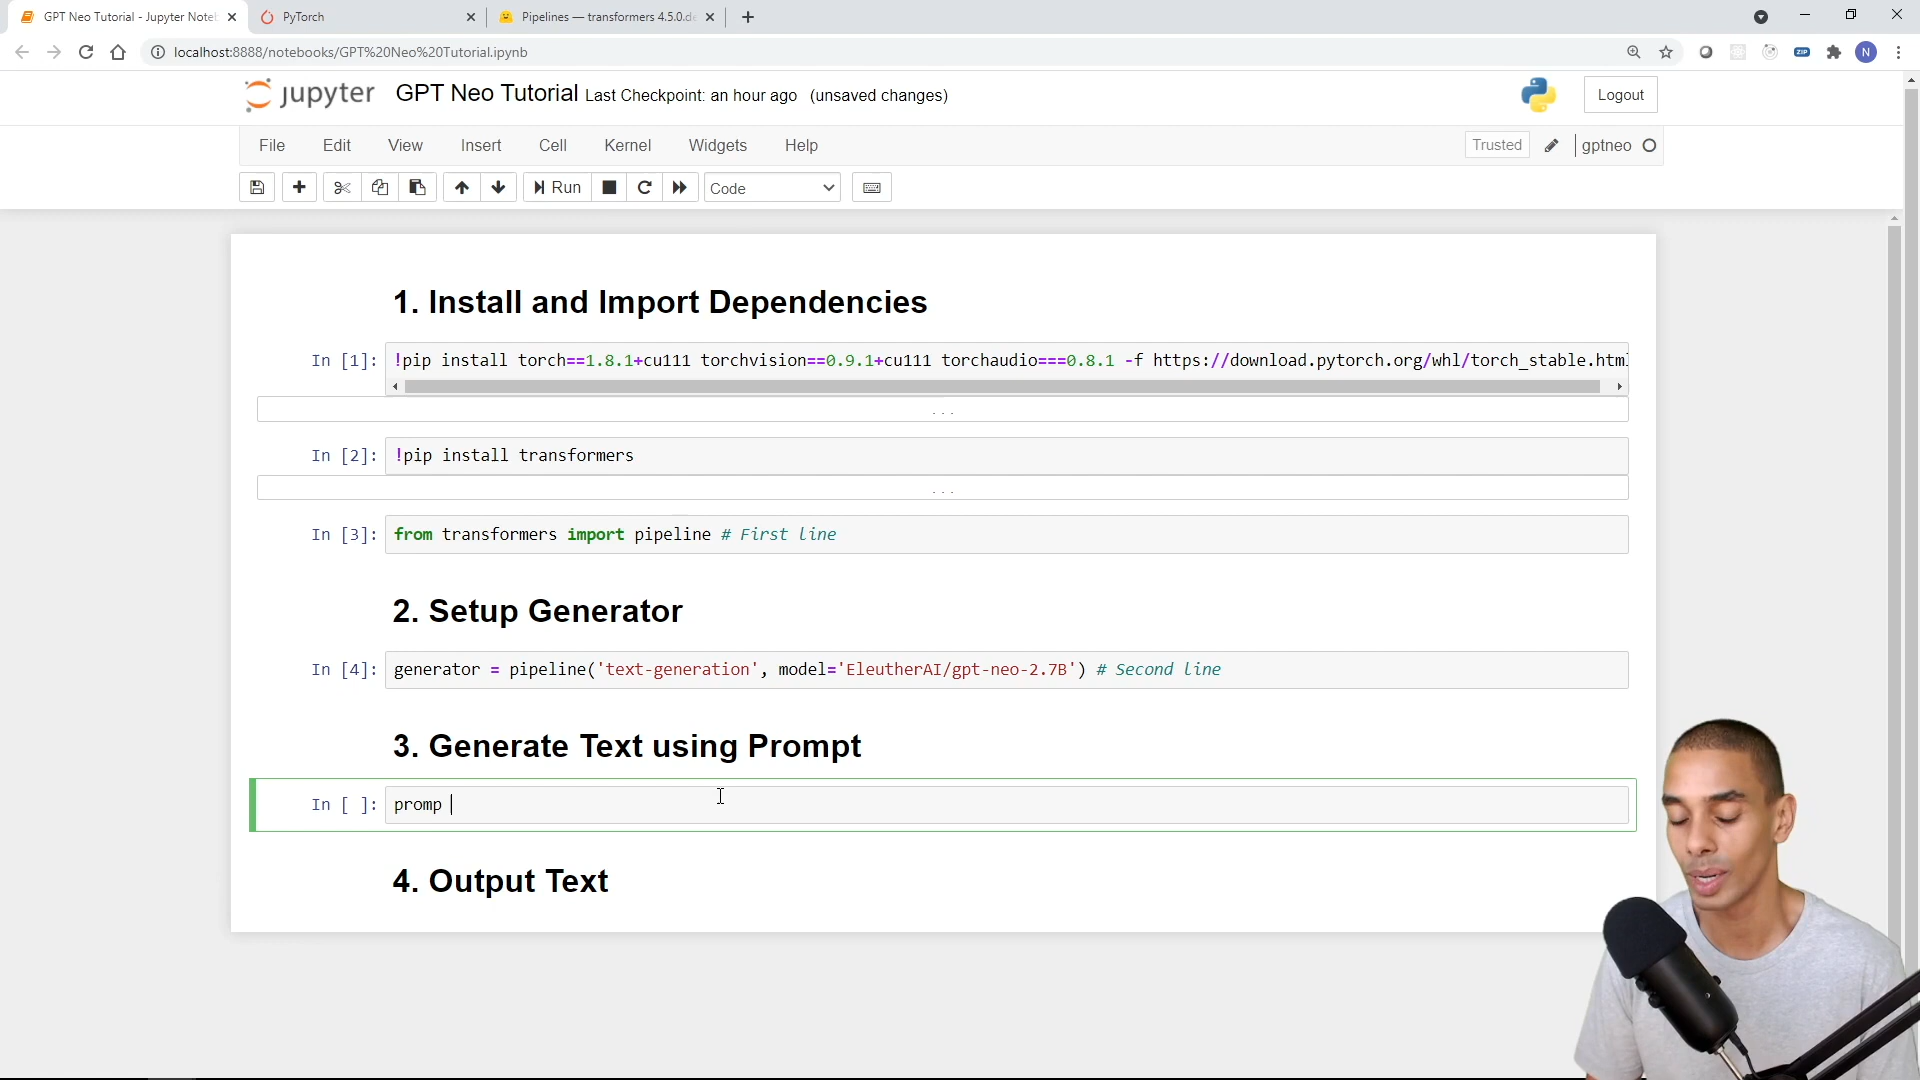 GPT Neo Tutorial - Jupyter Note
PyTorch
Pipelines — transformers 4.5.0.de
localhost:8888/notebooks/GPT%20Neo%20Tutorial.ipynb
ZIP
N
jupyter
GPT Neo Tutorial Last Checkpoint: an hour ago (unsaved changes)
Logout
File Edit View Insert Cell Kernel Widgets Help
Trusted
gptneo
Run
Code
1. Install and Import Dependencies
In [1]: !pip install torch==1.8.1+cu111 torchvision==0.9.1+cu111 torchaudio===0.8.1 -f https://download.pytorch.org/whl/torch_stable.html
...
In [2]: !pip install transformers
...
In [3]: from transformers import pipeline # First line
2. Setup Generator
In [4]: generator = pipeline('text-generation', model='EleutherAI/gpt-neo-2.7B') # Second line
3. Generate Text using Prompt
In [ ]: promp
4. Output Text